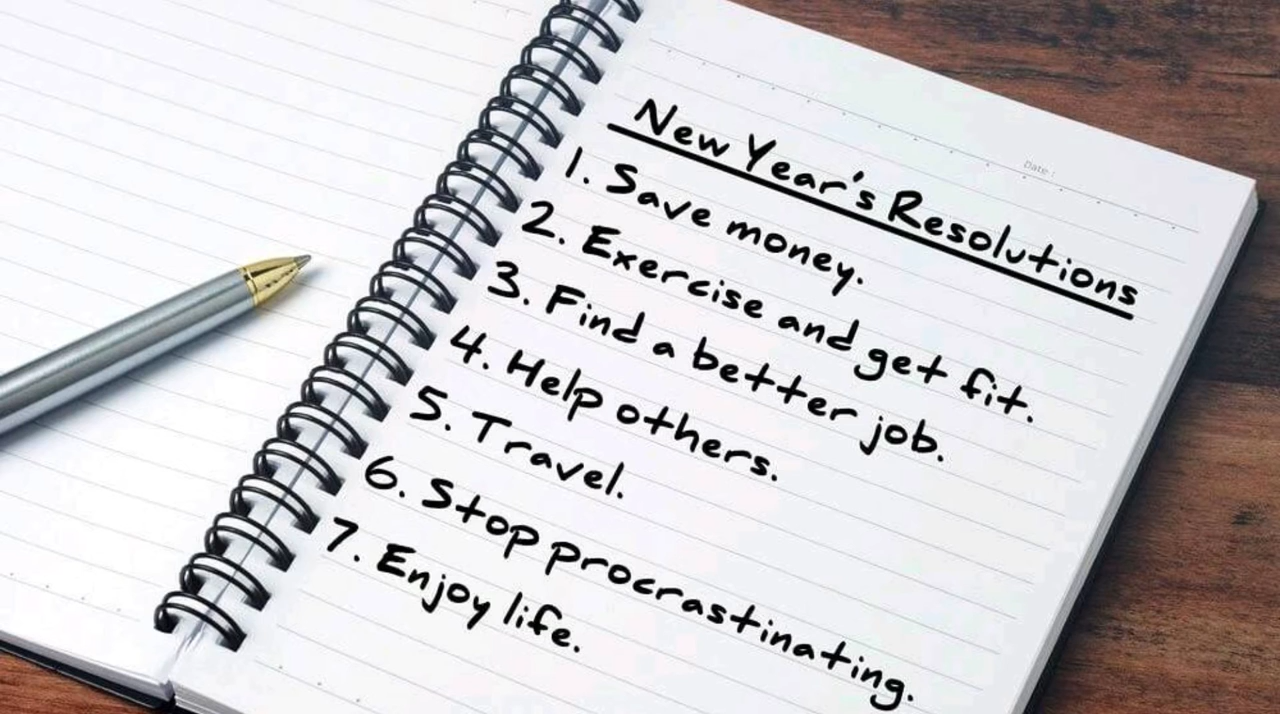 Date :
New Year's Resolutions
1. Save money.
2. Exercise and get fit.
3. Find a better job.
4. Help others.
5. Travel.
6. Stop procrastinating.
7. Enjoy life.